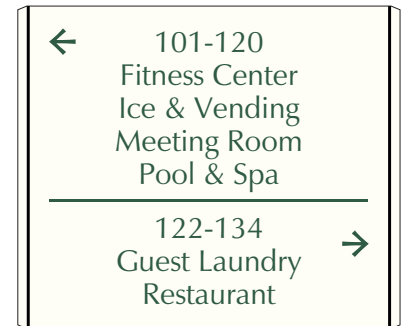 ← 101-120
Fitness Center
Ice & Vending
Meeting Room
Pool & Spa
122-134 →
Guest Laundry
Restaurant